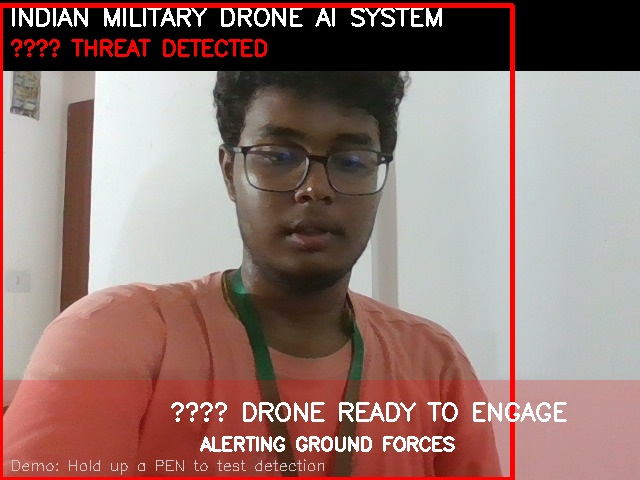 INDIAN MILITARY DRONE AI SYSTEM
???? THREAT DETECTED
???? DRONE READY TO ENGAGE
ALERTING GROUND FORCES
Demo: Hold up a PEN to test detection